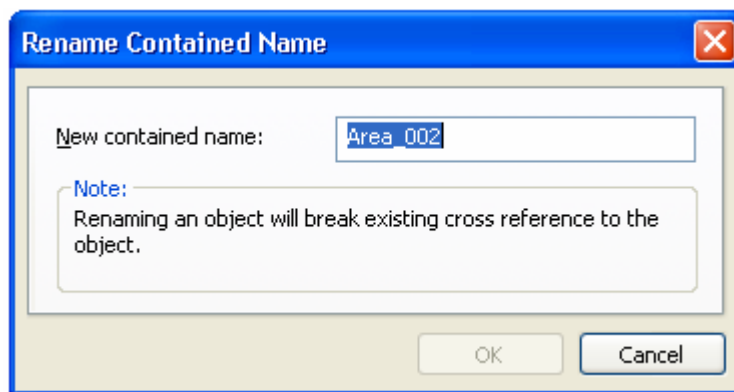 Rename Contained Name
New contained name: Area_002
Note:
Renaming an object will break existing cross reference to the
object.
OK Cancel